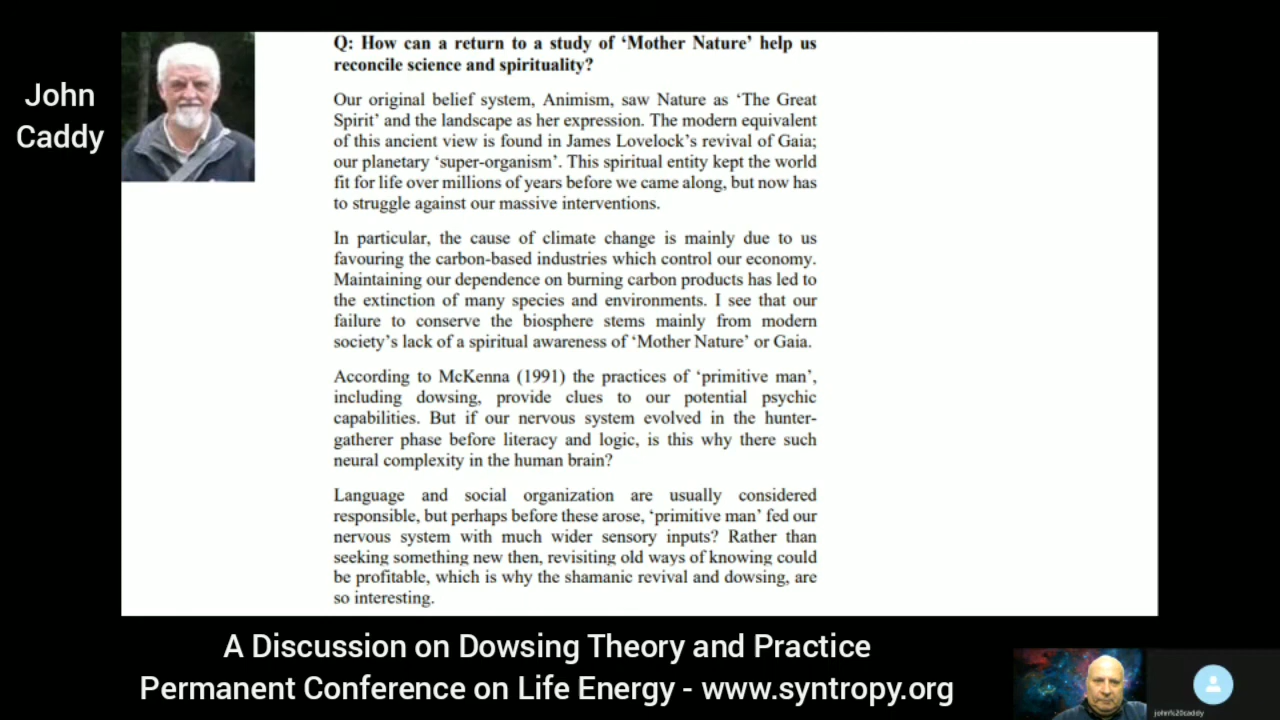 John
Caddy
Q: How can a return to a study of ‘Mother Nature’ help us
reconcile science and spirituality?
Our original belief system, Animism, saw Nature as ‘The Great
Spirit’ and the landscape as her expression. The modern equivalent
of this ancient view is found in James Lovelock’s revival of Gaia;
our planetary ‘super-organism’. This spiritual entity kept the world
fit for life over millions of years before we came along, but now has
to struggle against our massive interventions.
In particular, the cause of climate change is mainly due to us
favouring the carbon-based industries which control our economy.
Maintaining our dependence on burning carbon products has led to
the extinction of many species and environments. I see that our
failure to conserve the biosphere stems mainly from modern
society’s lack of a spiritual awareness of ‘Mother Nature’ or Gaia.
According to McKenna (1991) the practices of ‘primitive man’,
including dowsing, provide clues to our potential psychic
capabilities. But if our nervous system evolved in the hunter-
gatherer phase before literacy and logic, is this why there such
neural complexity in the human brain?
Language and social organization are usually considered
responsible, but perhaps before these arose, ‘primitive man’ fed our
nervous system with much wider sensory inputs? Rather than
seeking something new then, revisiting old ways of knowing could
be profitable, which is why the shamanic revival and dowsing, are
so interesting.
A Discussion on Dowsing Theory and Practice
Permanent Conference on Life Energy - www.syntropy.org